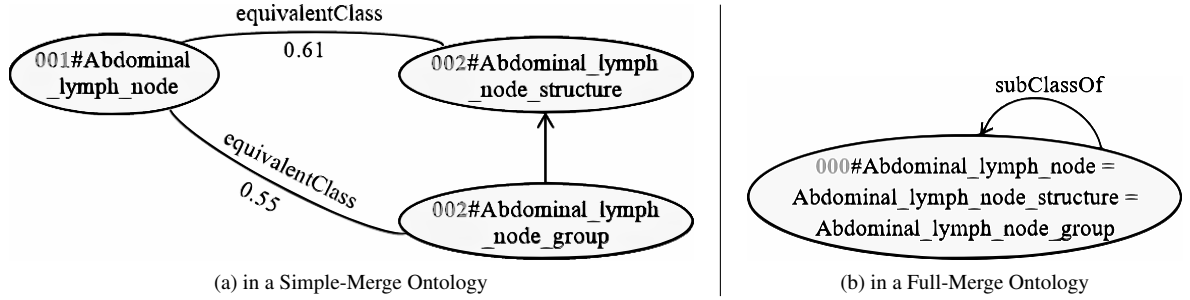 equivalentClass
0.61
001#Abdominal
_lymph_node
002#Abdominal_lymph
_node_structure
equivalentClass
0.55
002#Abdominal_lymph
_node_group
(a) in a Simple-Merge Ontology
subClassOf
000#Abdominal_lymph_node =
Abdominal_lymph_node_structure =
Abdominal_lymph_node_group
(b) in a Full-Merge Ontology